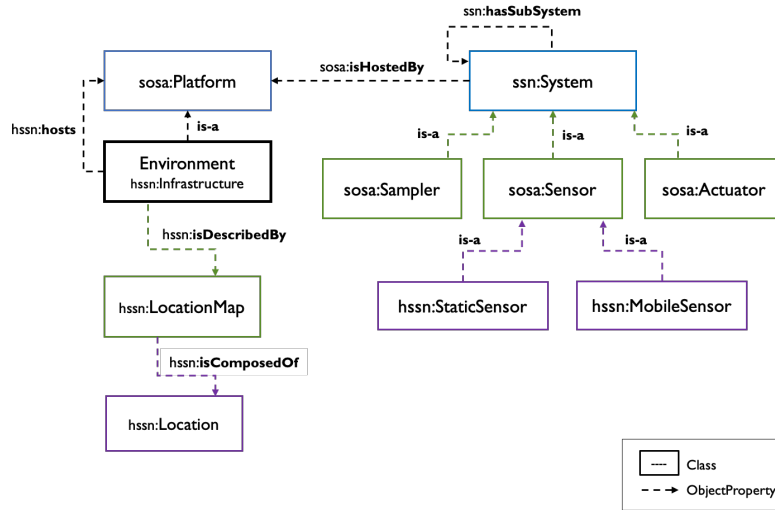 ssn:hasSubSystem
sosa:Platform
sosa:isHostedBy
ssn:System
hssn:hosts
is-a
is-a
is-a
is-a
Environment
hssn:Infrastructure
sosa:Sampler
sosa:Sensor
sosa:Actuator
hssn:isDescribedBy
is-a
is-a
hssn:LocationMap
hssn:StaticSensor
hssn:MobileSensor
hssn:isComposedOf
hssn:Location
---- Class
ObjectProperty